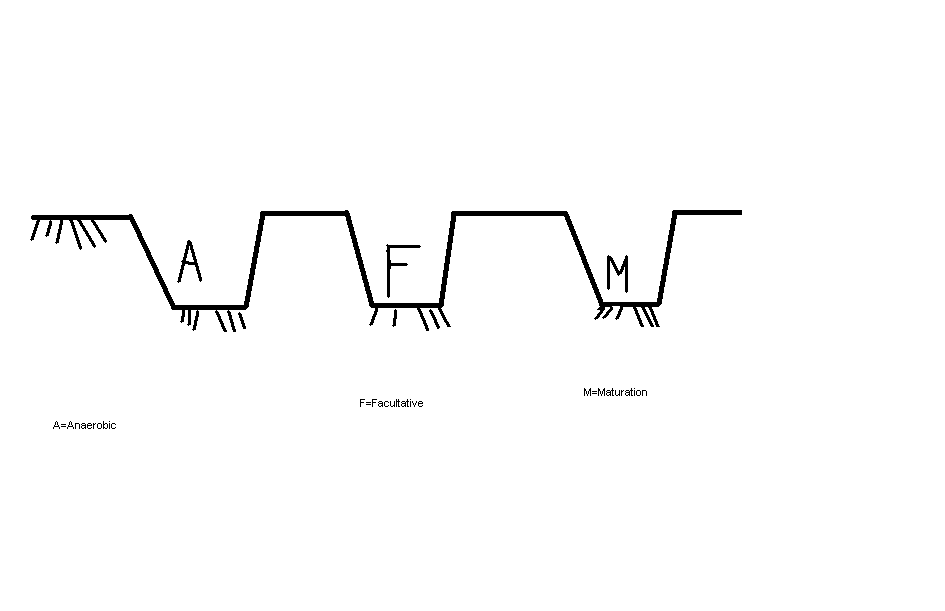 A
F
M
A=Anaerobic
F=Facultative
M=Maturation